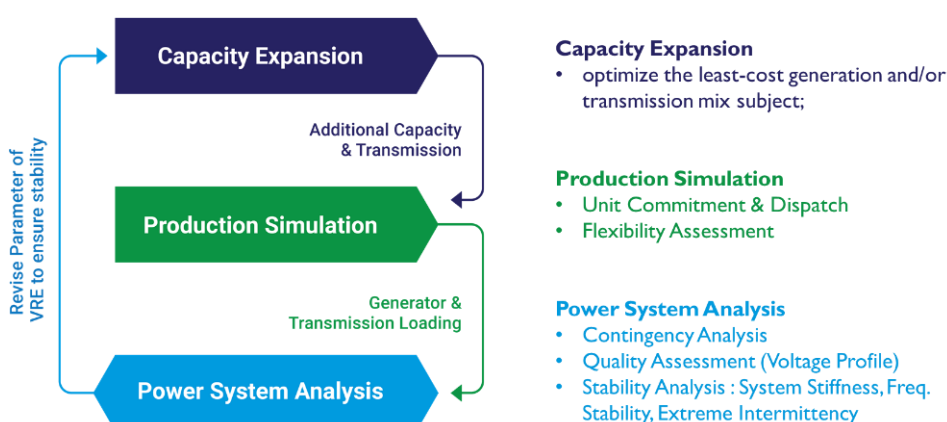 Capacity Expansion
Additional Capacity
& Transmission
Production Simulation
Generator &
Transmission Loading
Power System Analysis
Revise Parameter of
VRE to ensure stability
Capacity Expansion
• optimize the least-cost generation and/or
transmission mix subject;
Production Simulation
• Unit Commitment & Dispatch
• Flexibility Assessment
Power System Analysis
• Contingency Analysis
• Quality Assessment (Voltage Profile)
• Stability Analysis : System Stiffness, Freq.
Stability, Extreme Intermittency